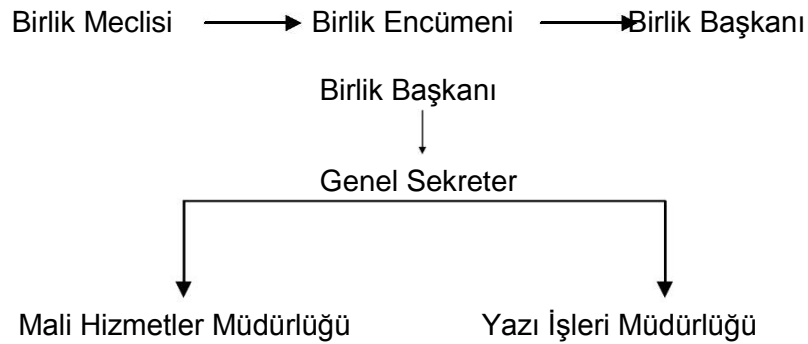 Birlik Meclisi Birlik Encümeni Birlik Başkanı
Birlik Başkanı
Genel Sekreter
Mali Hizmetler Müdürlüğü Yazı İşleri Müdürlüğü